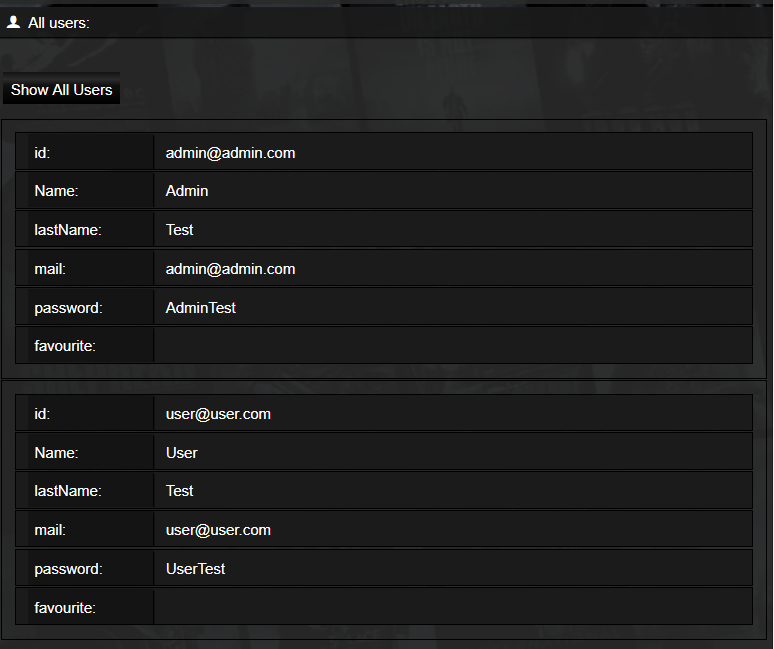 All users:
Show All Users
id: admin@admin.com
Name: Admin
lastName: Test
mail: admin@admin.com
password: AdminTest
favourite:
id: user@user.com
Name: User
lastName: Test
mail: user@user.com
password: UserTest
favourite: